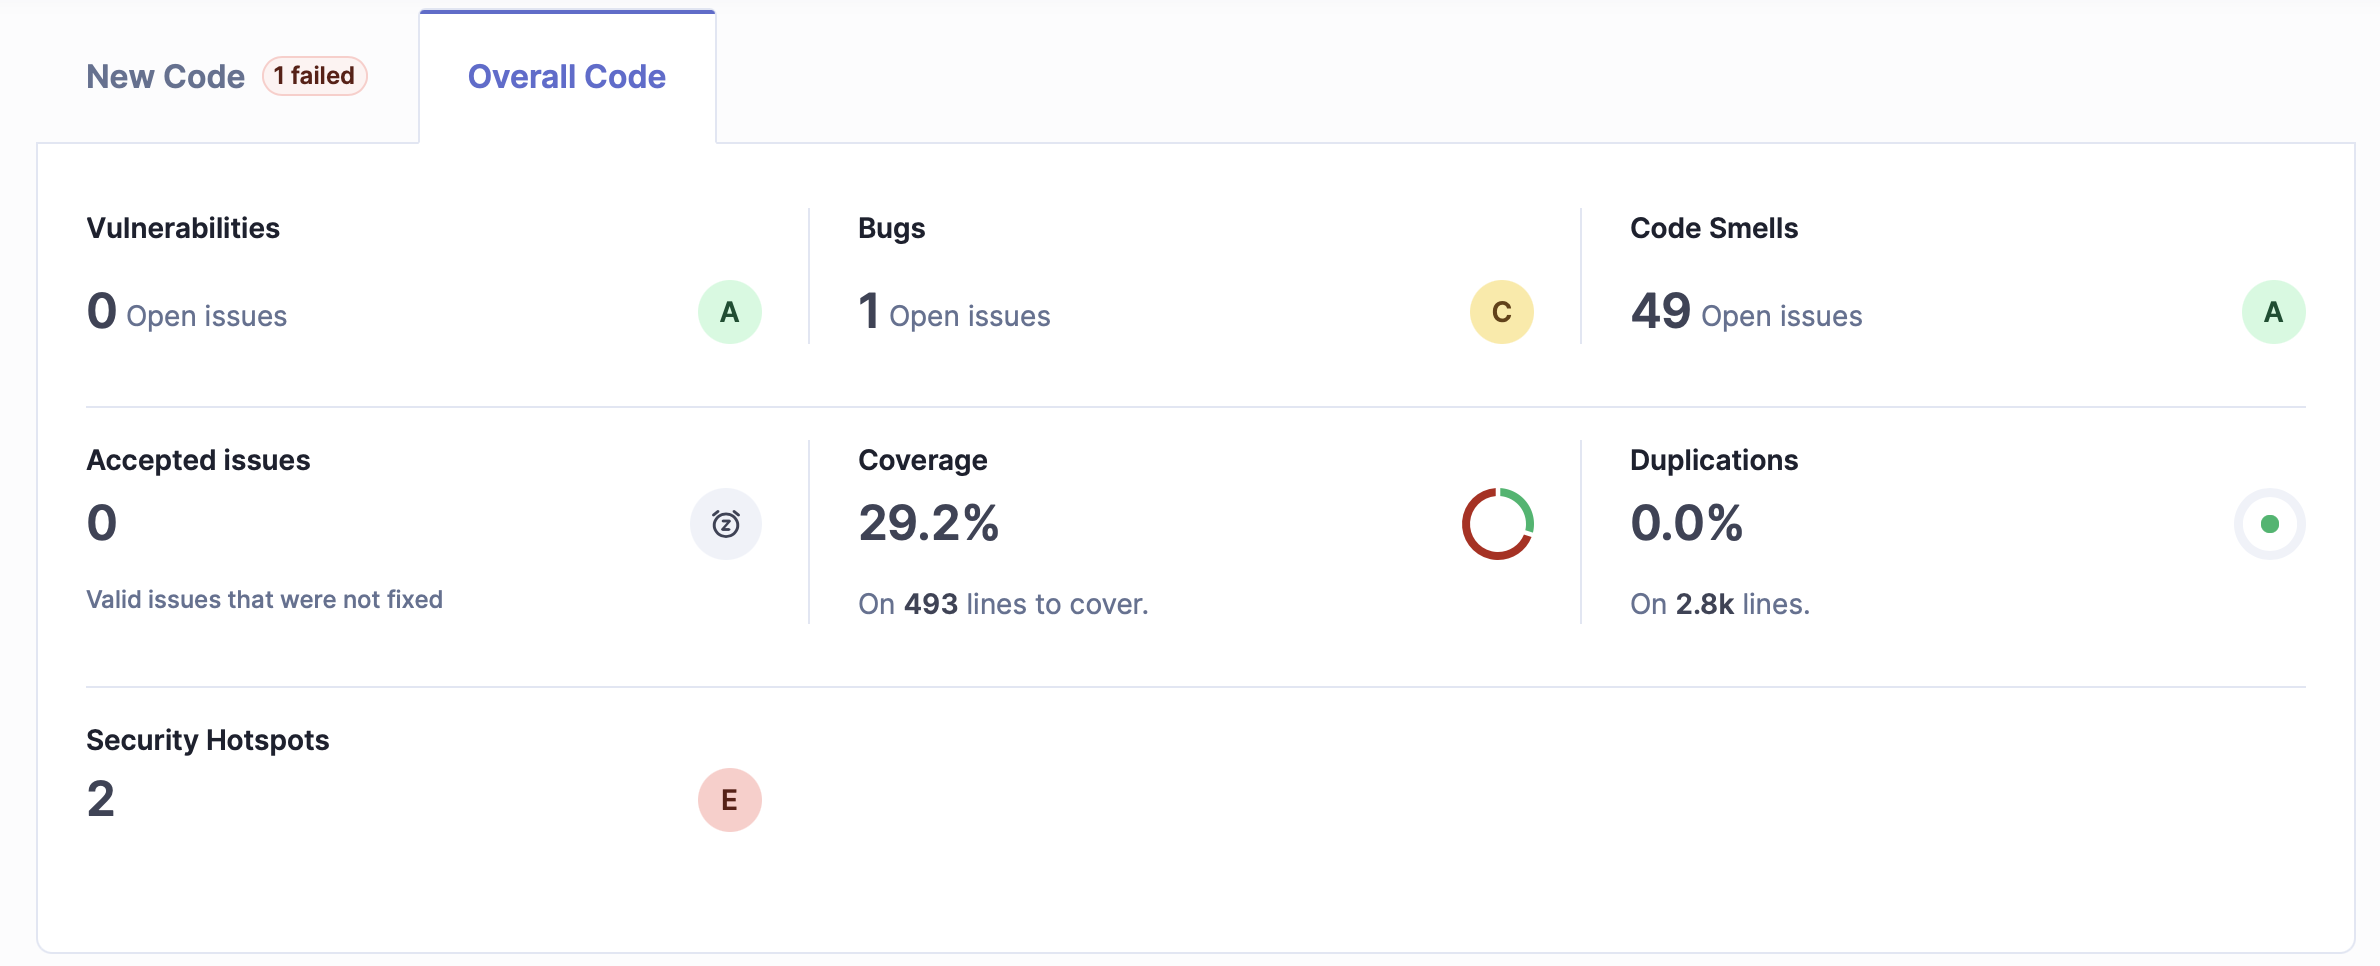 New Code 1 failed Overall Code
Vulnerabilities
0 Open issues A
Bugs
1 Open issues C
Code Smells
49 Open issues A
Accepted issues
0
Valid issues that were not fixed
Coverage
29.2%
On 493 lines to cover.
Duplications
0.0%
On 2.8k lines.
Security Hotspots
2 E